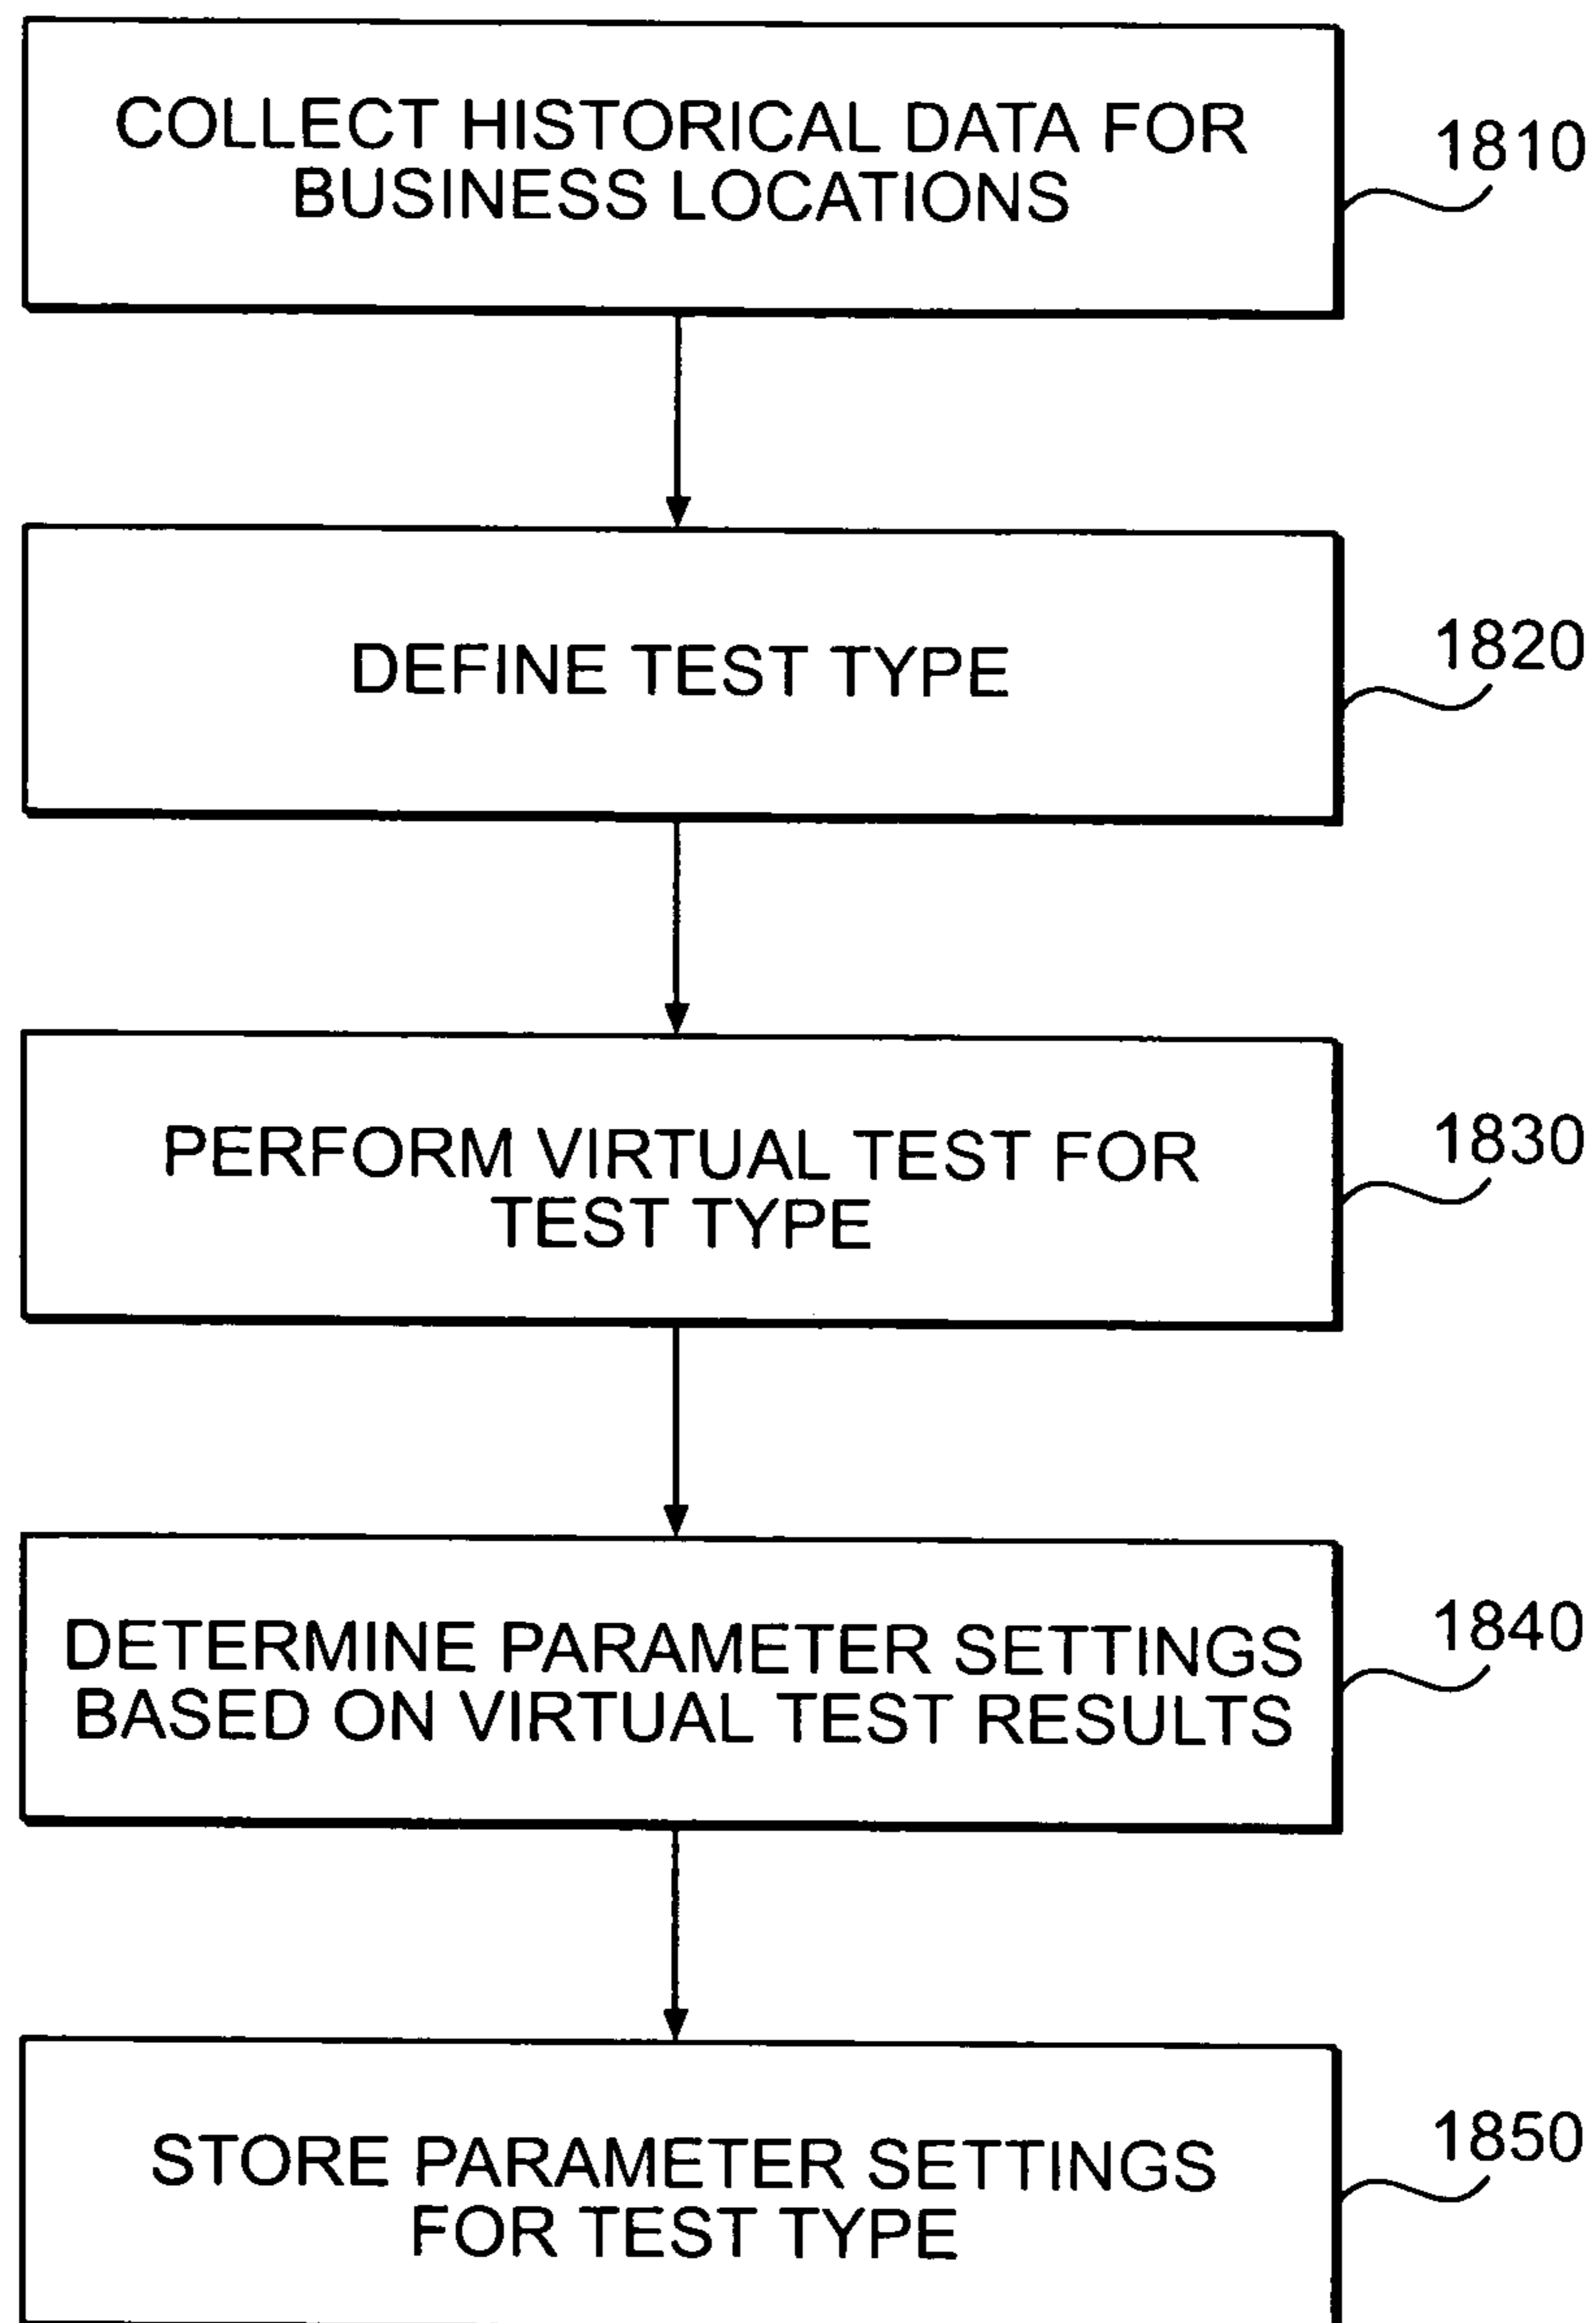 COLLECT HISTORICAL DATA FOR
BUSINESS LOCATIONS
1810
DEFINE TEST TYPE
1820
PERFORM VIRTUAL TEST FOR
TEST TYPE
1830
DETERMINE PARAMETER SETTINGS
BASED ON VIRTUAL TEST RESULTS
1840
STORE PARAMETER SETTINGS
FOR TEST TYPE
1850